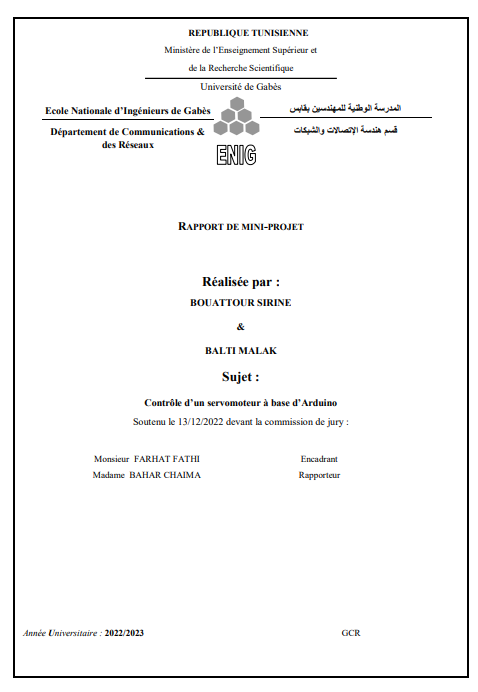 REPUBLIQUE TUNISIENNE
Ministère de l'Enseignement Supérieur et
de la Recherche Scientifique
Université de Gabès
Ecole Nationale d'Ingénieurs de Gabès
المدرسة الوطنية للمهندسين بقابس
Département de Communications &
des Réseaux
قسم هندسة الإتصالات والشبكات
ENIG
RAPPORT DE MINI-PROJET
Réalisée par :
BOUATTOUR SIRINE
&
BALTI MALAK
Sujet :
Contrôle d'un servomoteur à base d'Arduino
Soutenu le 13/12/2022 devant la commission de jury :
Monsieur FARHAT FATHI Encadrant
Madame BAHAR CHAIMA Rapporteur
Année Universitaire : 2022/2023 GCR